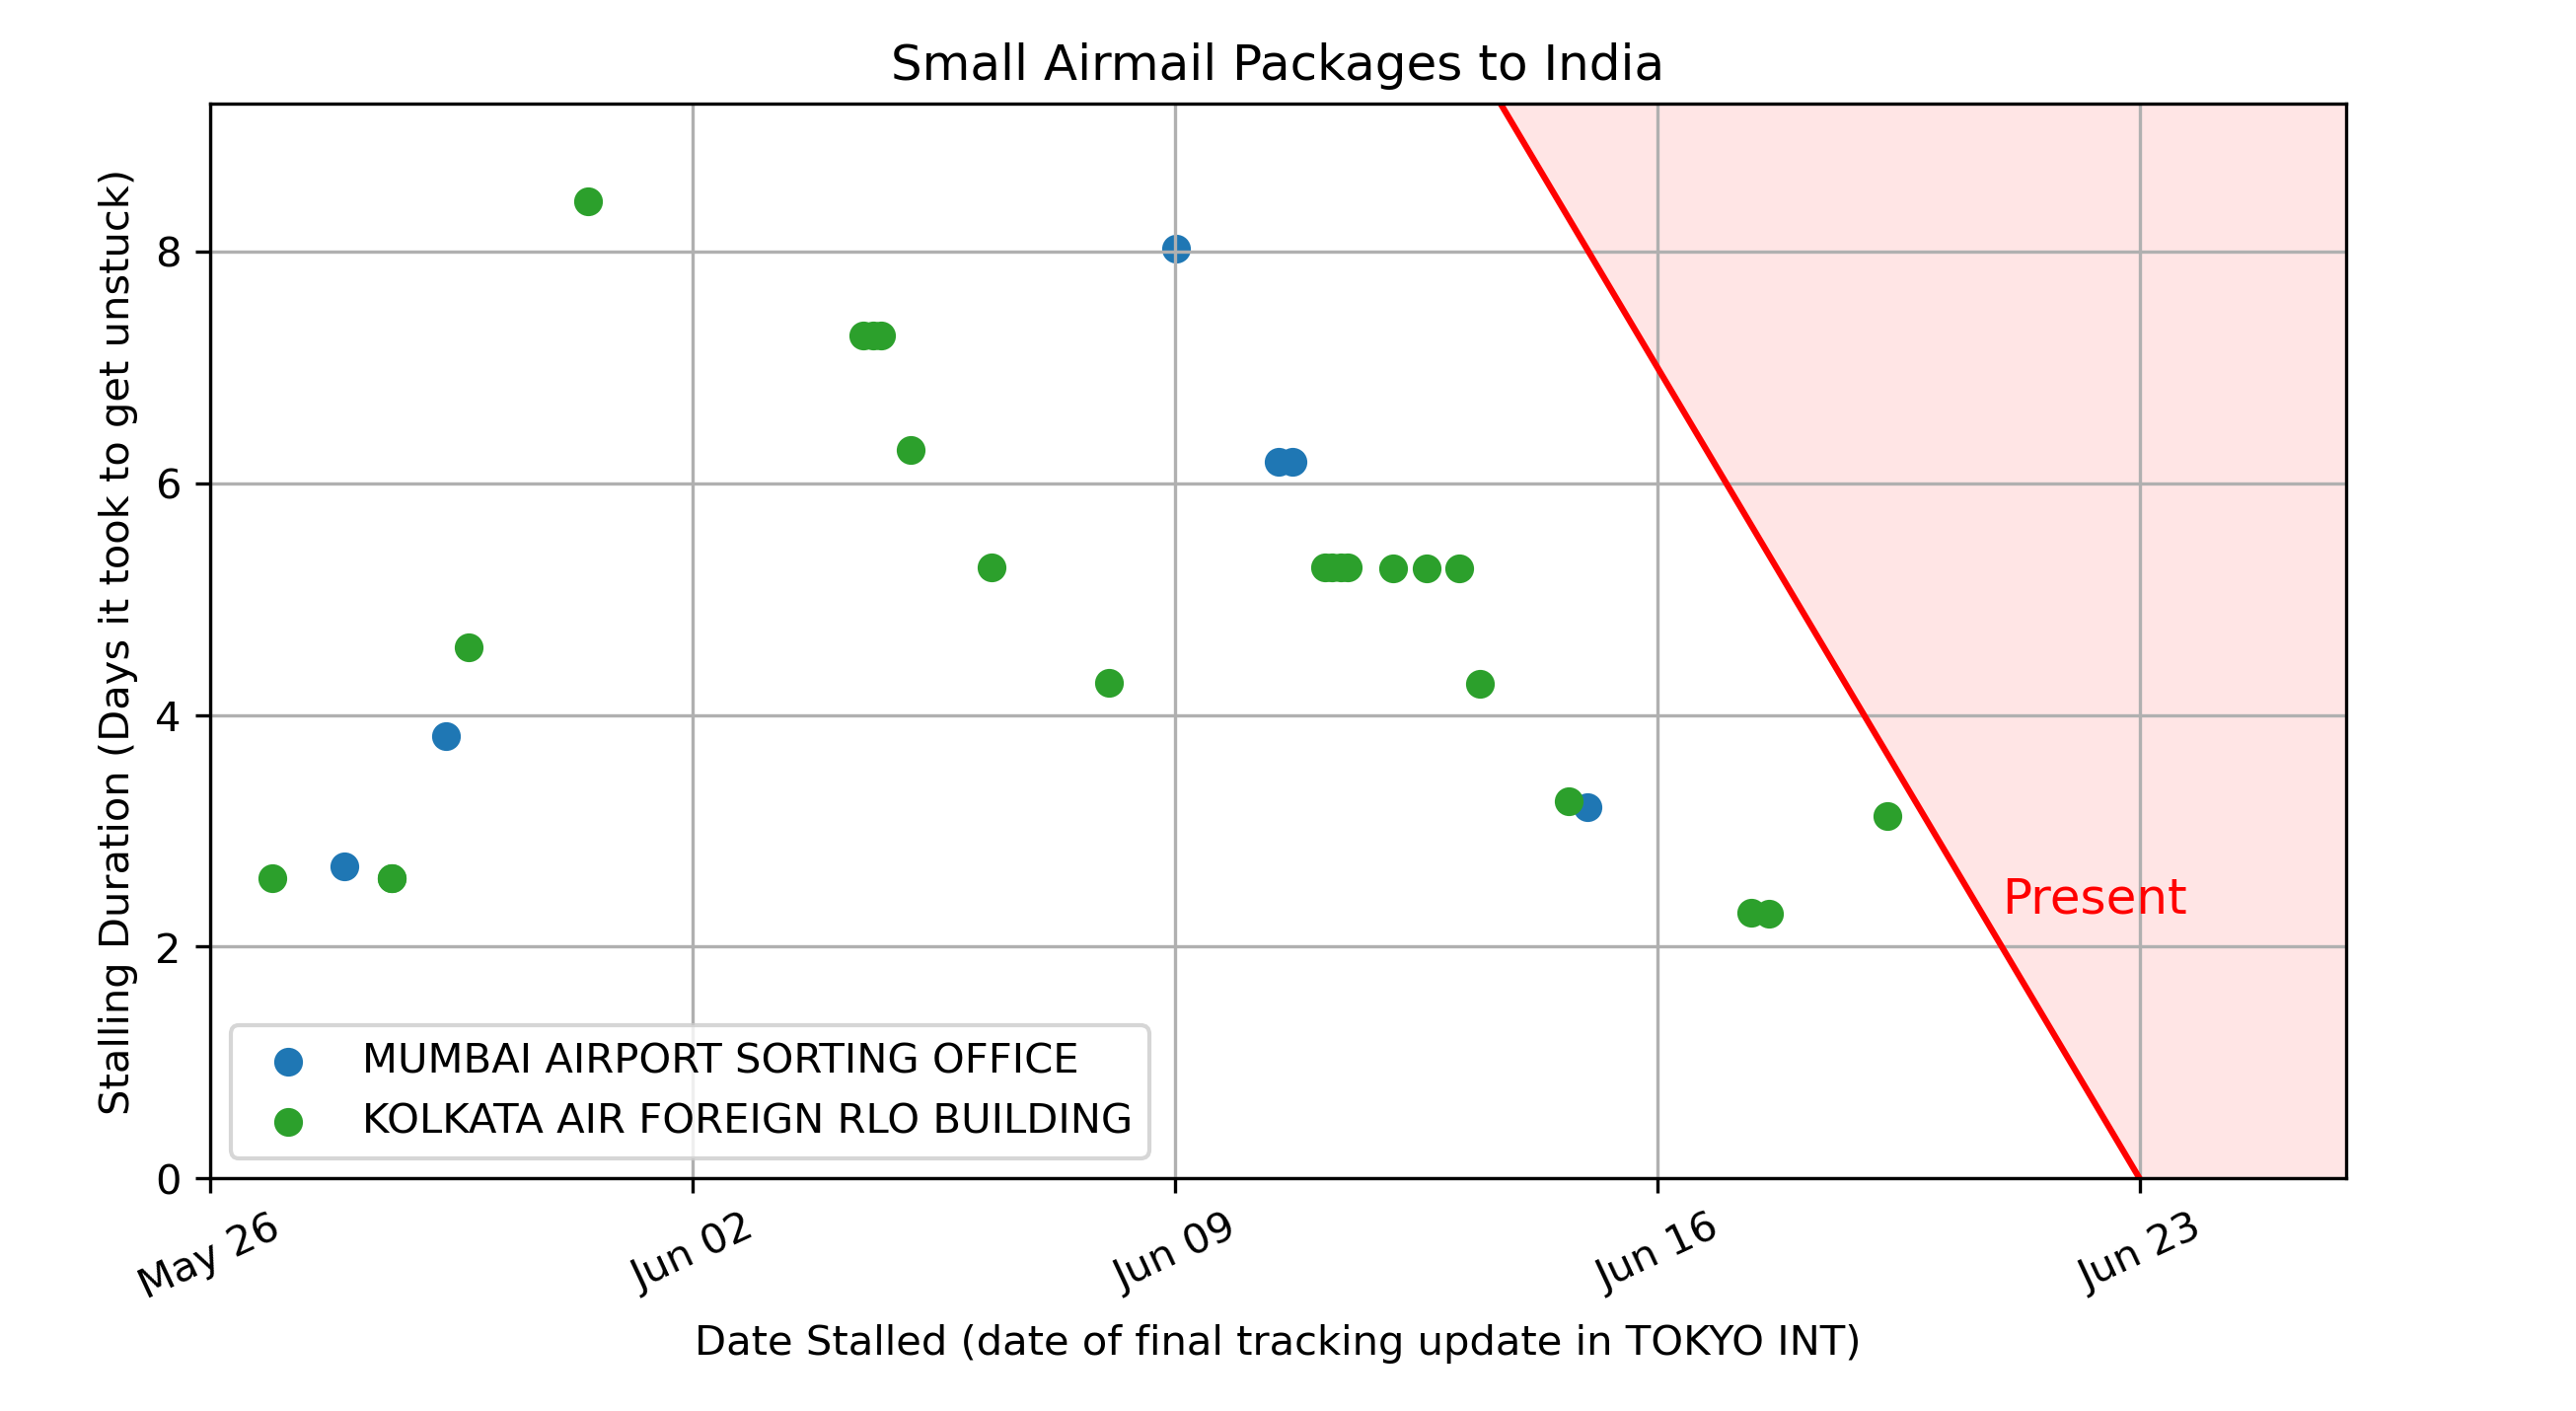 Small Airmail Packages to India
Stalling Duration (Days it took to get unstuck)
8
6
4
2
0
Present
MUMBAI AIRPORT SORTING OFFICE
KOLKATA AIR FOREIGN RLO BUILDING
May 26
Jun 02
Jun 09
Jun 16
Jun 23
Date Stalled (date of final tracking update in TOKYO INT)